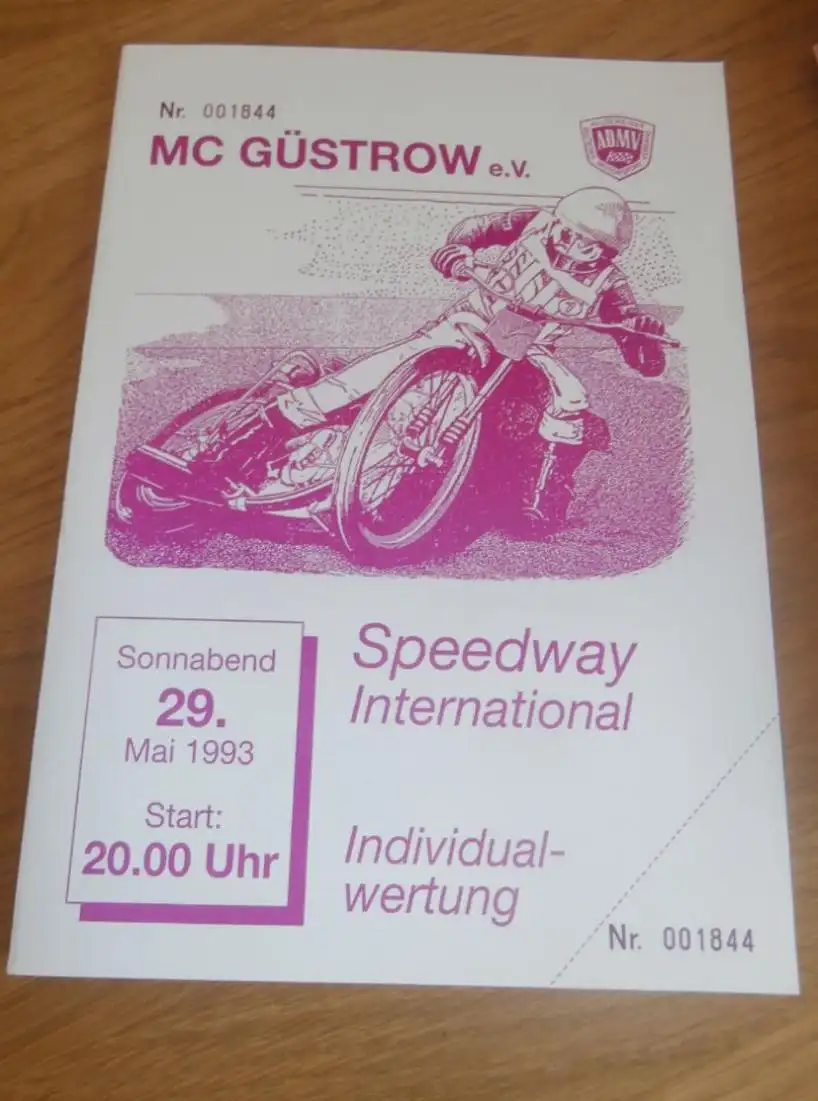 Nr. 001844
MC GÜSTROW e.V.
ADMV
Sonnabend
29.
Mai 1993
Start:
20.00 Uhr
Speedway
International
Individual-
wertung
Nr. 001844